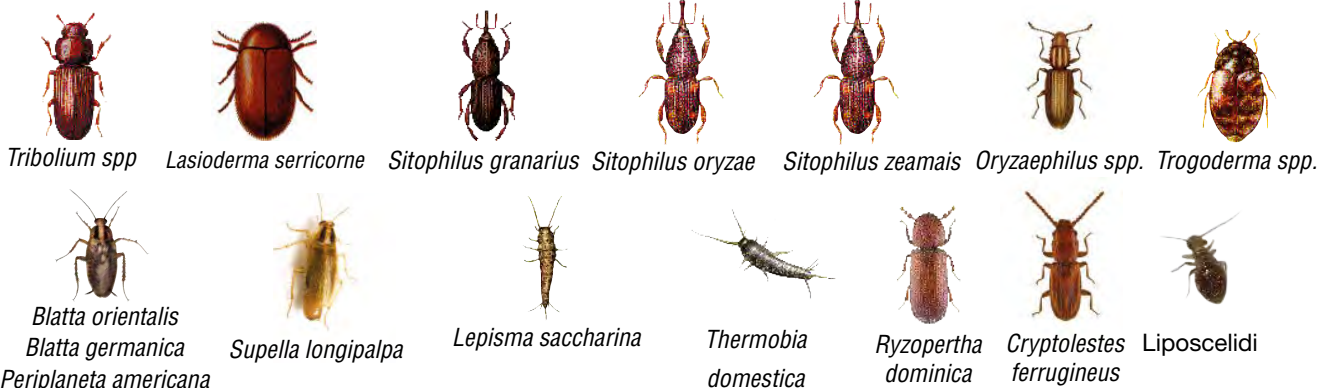 Tribolium spp
Lasioderma serricorne
Sitophilus granarius
Sitophilus oryzae
Sitophilus zeamais
Oryzaephilus spp.
Trogoderma spp.
Blatta orientalis
Blatta germanica
Periplaneta americana
Supella longipalpa
Lepisma saccharina
Thermobia
domestica
Ryzopertha
dominica
Cryptolestes
ferrugineus
Liposcelidi